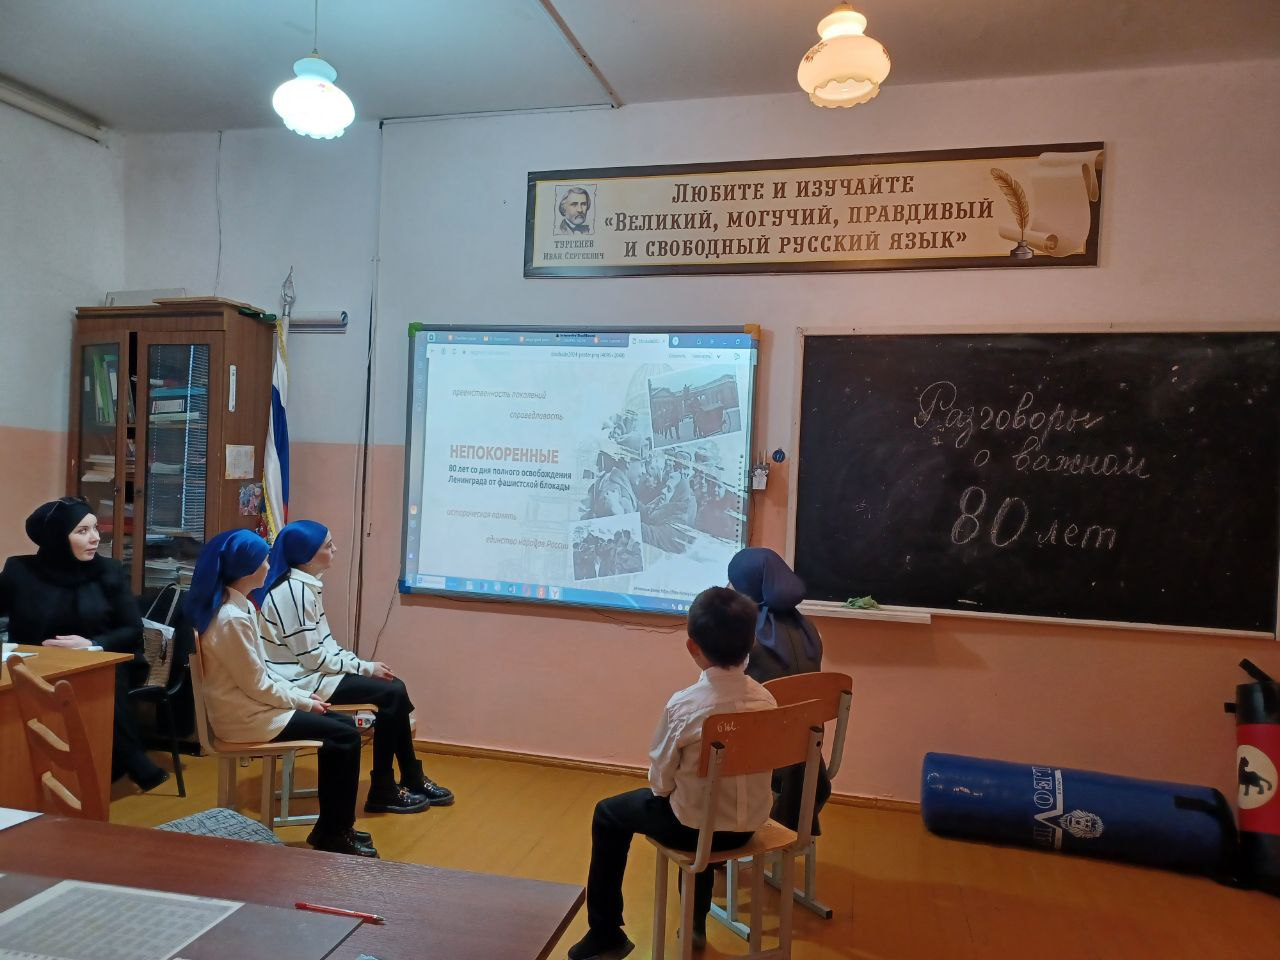 ТУРГЕНЕВ
ИВАН СЕРГЕЕВИЧ
ЛЮБИТЕ И ИЗУЧАЙТЕ
«ВЕЛИКИЙ, МОГУЧИЙ, ПРАВДИВЫЙ
И СВОБОДНЫЙ РУССКИЙ ЯЗЫК»
преемственность поколений
справедливость
НЕПОКОРЕННЫЕ
80 лет со дня полного освобождения
Ленинграда от фашистской блокады
историческая память
единство народов России
Разговоры
о важном
80 лет
LEO